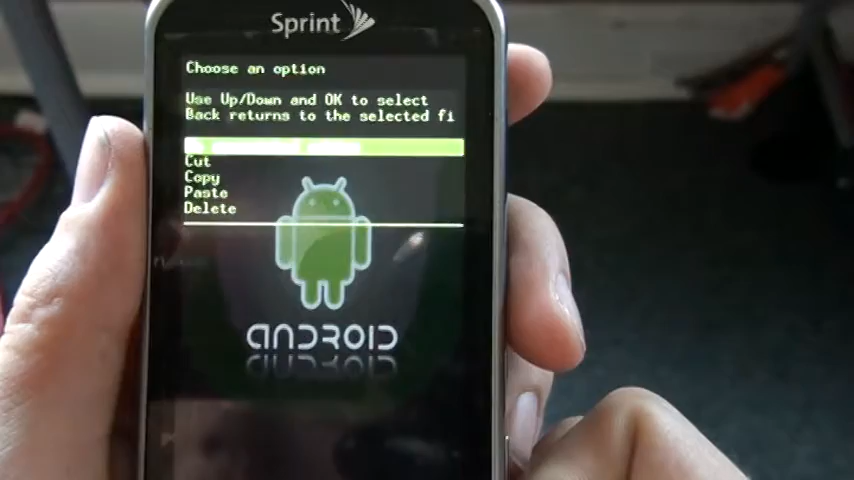 Sprint
Choose an option
Use Up/Down and OK to select
Back returns to the selected fi
Cut
Copy
Paste
Delete
ANDROID